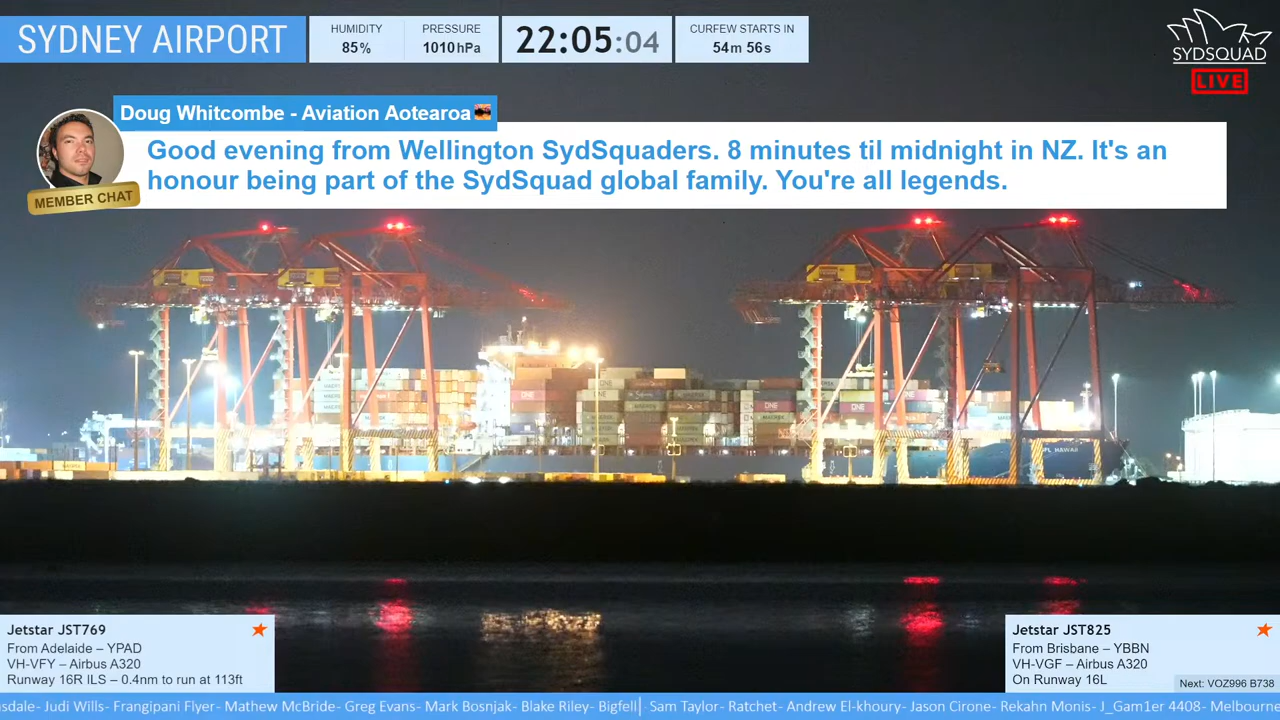 SYDNEY AIRPORT
HUMIDITY
85%
PRESSURE
1010hPa
22:05:04
CURFEW STARTS IN
54m 56s
SYDSQUAD
LIVE
Doug Whitcombe - Aviation Aotearoa
Good evening from Wellington SydSquaders. 8 minutes til midnight in NZ. It's an
honour being part of the SydSquad global family. You're all legends.
MEMBER CHAT
ONE
ONE
ONE
ONE
Jetstar JST769
From Adelaide – YPAD
VH-VFY – Airbus A320
Runway 16R ILS – 0.4nm to run at 113ft
Jetstar JST825
From Brisbane – YBBN
VH-VGF – Airbus A320
On Runway 16L
Next: VOZ996 B738
nsdale- Judi Wills- Frangipani Flyer- Mathew McBride- Greg Evans- Mark Bosnjak- Blake Riley- Bigfell Sam Taylor- Ratchet- Andrew El-khoury- Jason Cirone- Rekahn Monis- J_Gam1er 4408- Melbourne